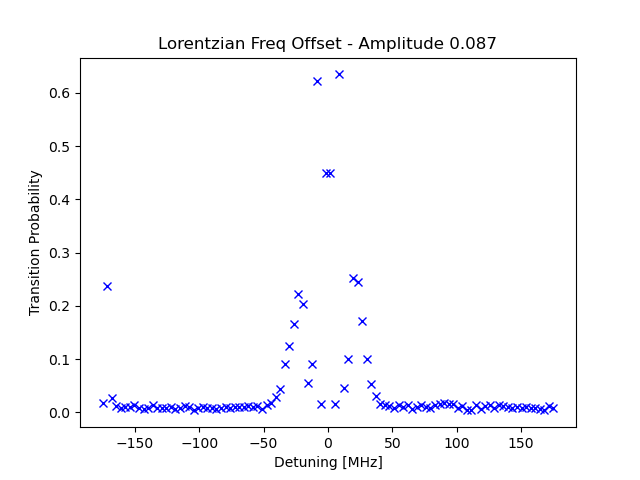 Lorentzian Freq Offset - Amplitude 0.087
Transition Probability
0.6
0.5
0.4
0.3
0.2
0.1
0.0
−150 −100 −50 0 50 100 150
Detuning [MHz]